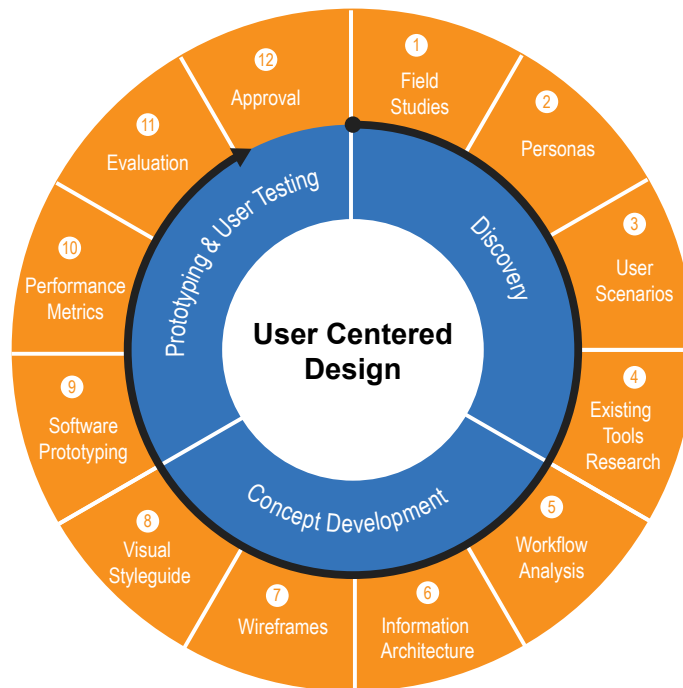 1
Field
Studies
2
Personas
3
User
Scenarios
4
Existing
Tools
Research
5
Workflow
Analysis
6
Information
Architecture
7
Wireframes
8
Visual
Styleguide
9
Software
Prototyping
10
Performance
Metrics
11
Evaluation
12
Approval
Discovery
Concept Development
Prototyping & User Testing
User Centered
Design